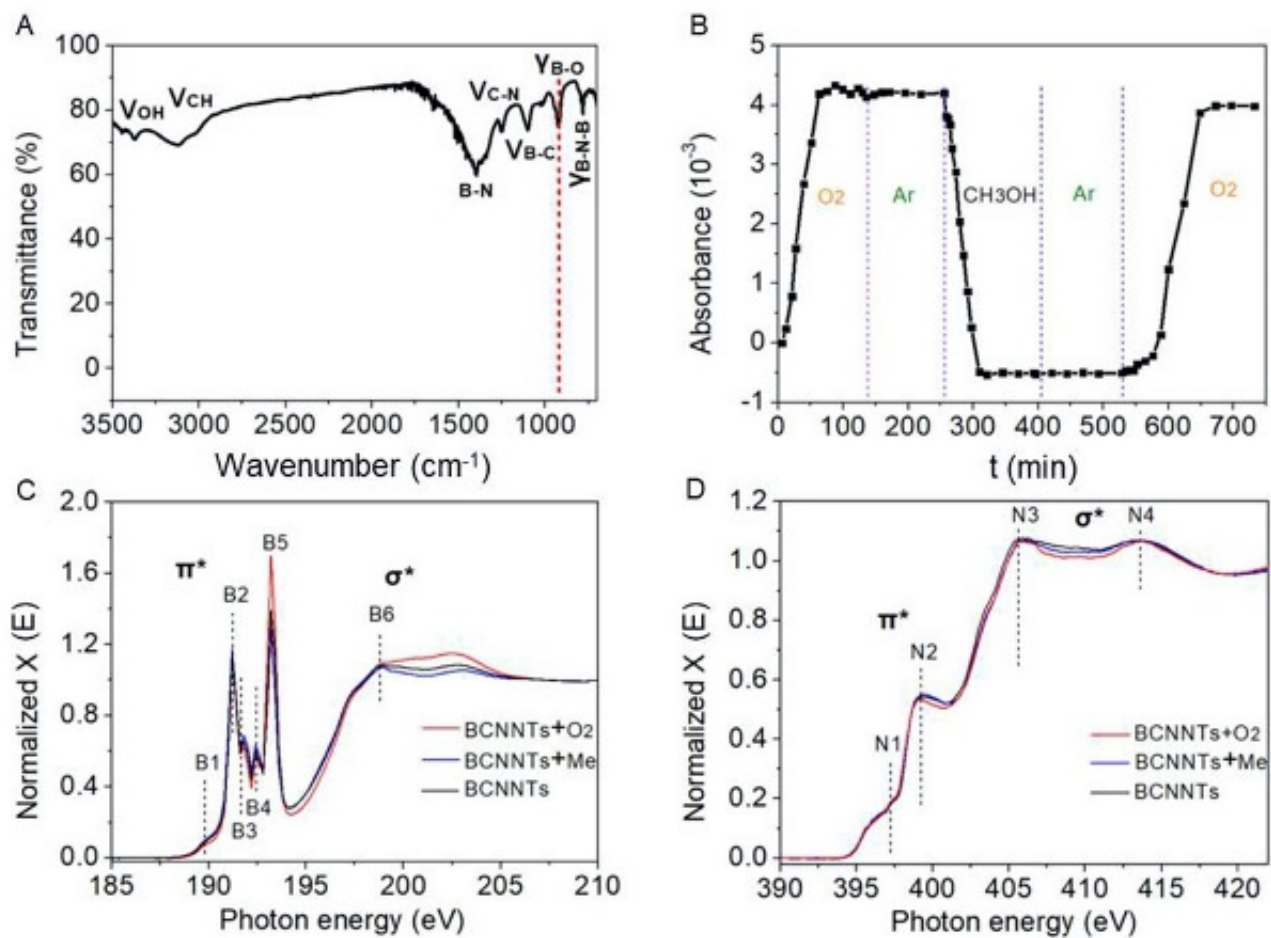 A
100
80
60
40
20
0
Transmittance (%)
VOH
VCH
VC-N
γB-O
VB-C
B-N
γB-N-B
3500 3000 2500 2000 1500 1000
Wavenumber (cm-1)
B
5
4
3
2
1
0
-1
Absorbance (10-3)
O2
Ar
CH3OH
Ar
O2
0 100 200 300 400 500 600 700
t (min)
C
2.0
1.6
1.2
0.8
0.4
0.0
Normalized X (E)
π*
σ*
B1
B2
B3
B4
B5
B6
BCNNTs+O2
BCNNTs+Me
BCNNTs
185 190 195 200 205 210
Photon energy (eV)
D
1.2
1.0
0.8
0.6
0.4
0.2
0.0
Normalized X (E)
π*
σ*
N1
N2
N3
N4
BCNNTs+O2
BCNNTs+Me
BCNNTs
390 395 400 405 410 415 420
Photon energy (eV)